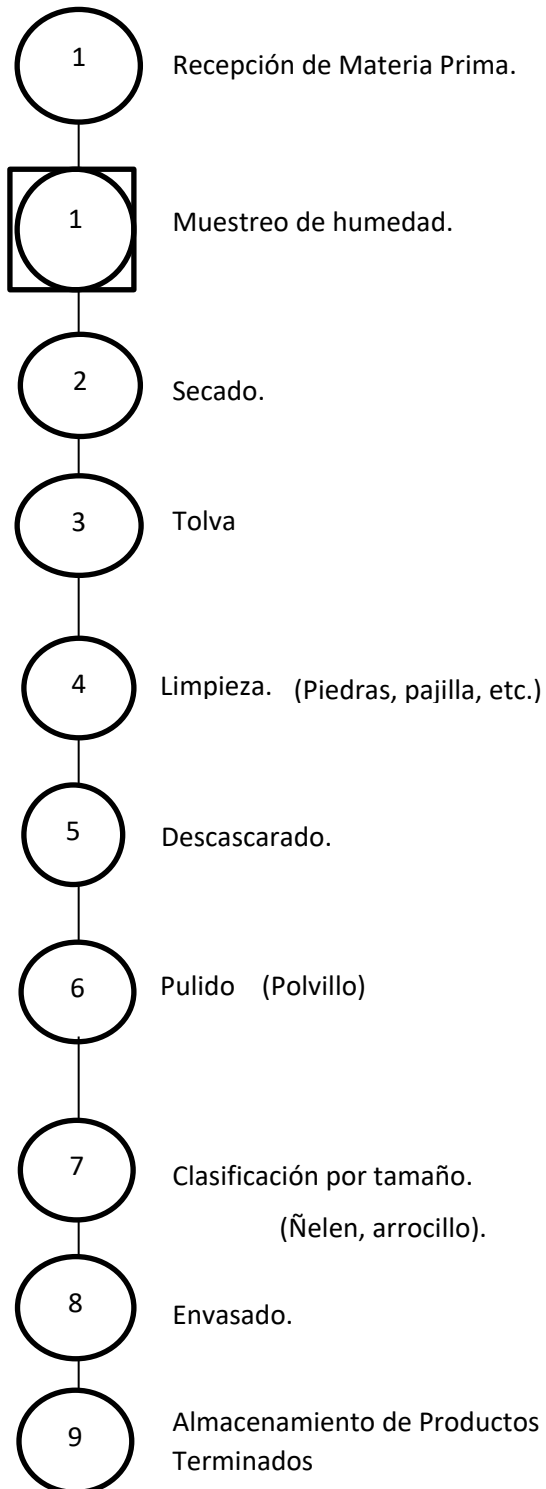 1 Recepción de Materia Prima.
1 Muestreo de humedad.
2 Secado.
3 Tolva
4 Limpieza. (Piedras, pajilla, etc.)
5 Descascarado.
6 Pulido (Polvillo)
7 Clasificación por tamaño.
(Ñelen, arrocillo).
8 Envasado.
9 Almacenamiento de Productos
Terminados